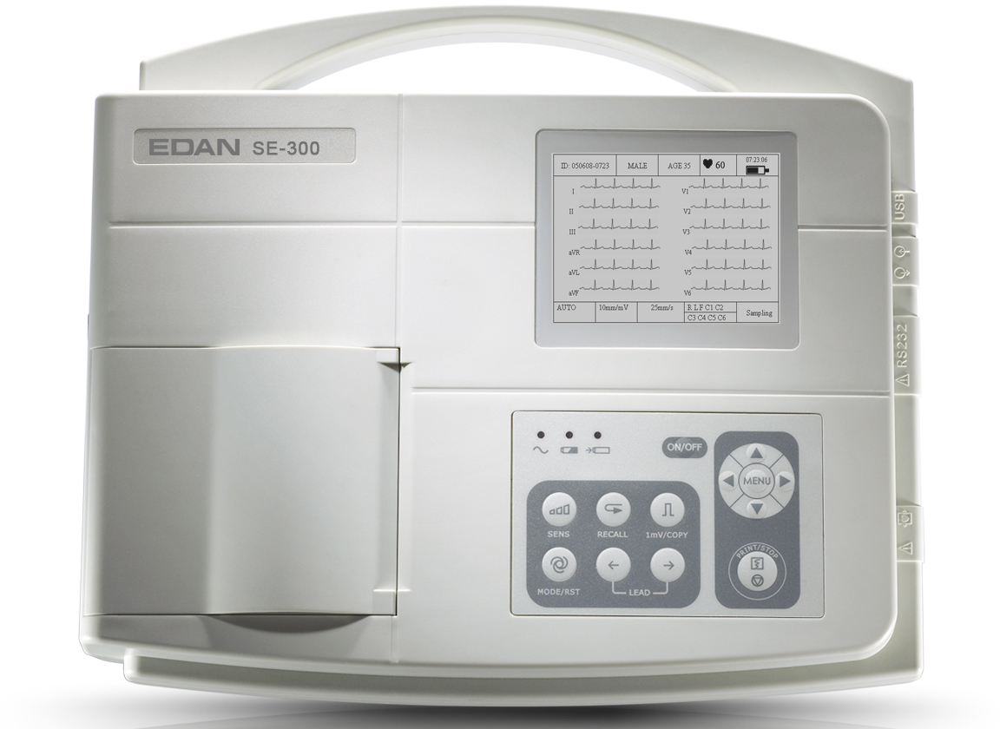 EDAN SE-300
ID: 050608-0723 MALE AGE 35 60 07:23:06
I V1
II V2
III V3
aVR V4
aVL V5
aVF V6
AUTO 10mm/mV 25mm/s R L F C1 C2 Sampling
C3 C4 C5 C6
USB
RS232
ON/OFF
MENU
SENS RECALL 1mV/COPY
PRINT/STOP
MODE/RST LEAD